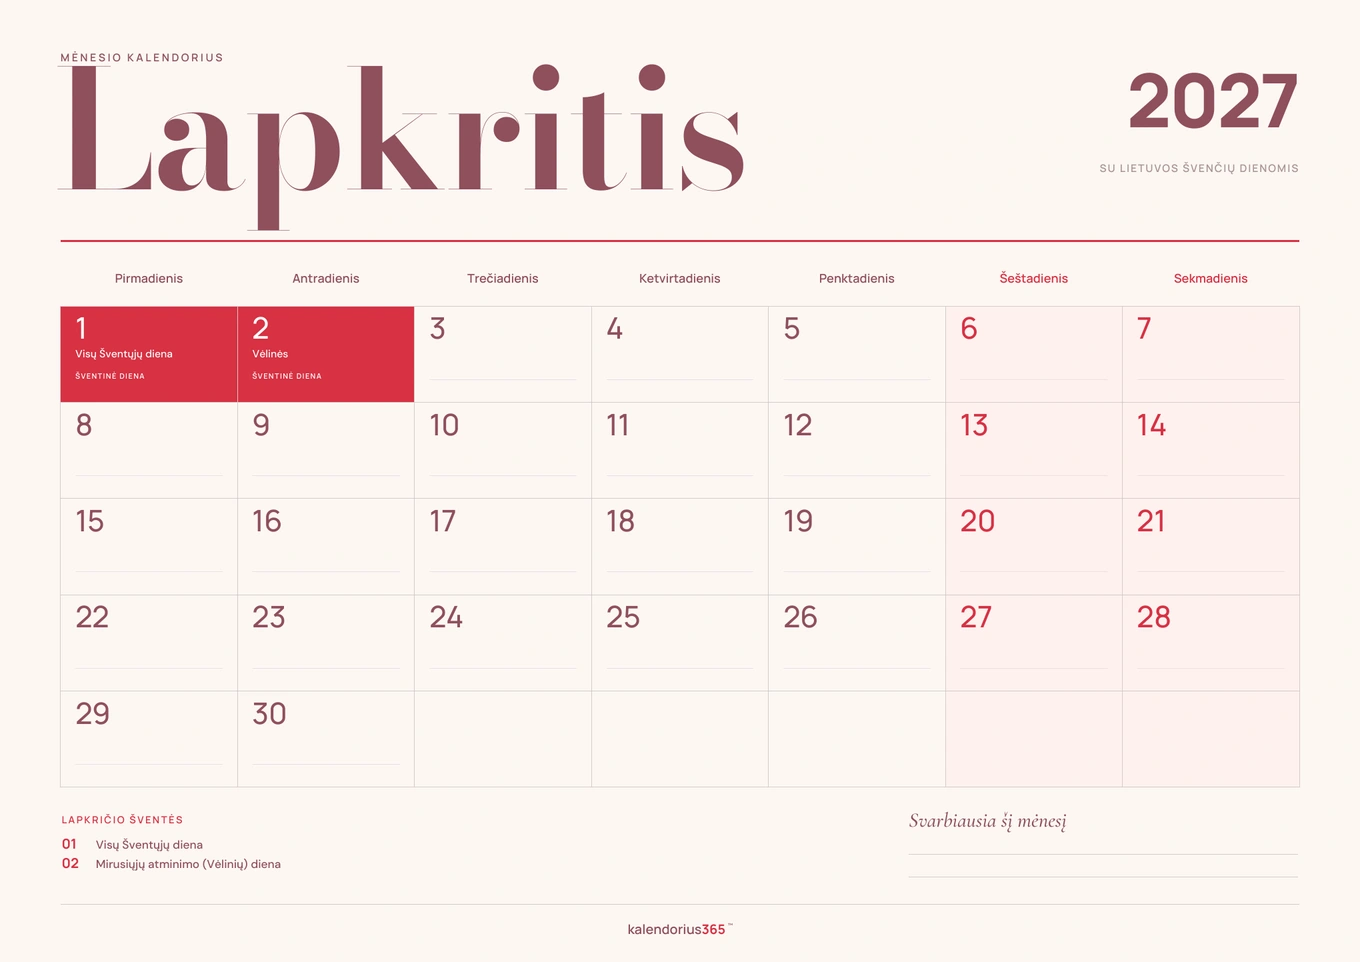 MĖNESIO KALENDORIUS
Lapkritis
2027
SU LIETUVOS ŠVENČIŲ DIENOMIS
Pirmadienis Antradienis Trečiadienis Ketvirtadienis Penktadienis Šeštadienis Sekmadienis
1 2 3 4 5 6 7
Visų Šventųjų diena Vėlinės
ŠVENTINĖ DIENA ŠVENTINĖ DIENA
8 9 10 11 12 13 14
15 16 17 18 19 20 21
22 23 24 25 26 27 28
29 30
LAPKRIČIO ŠVENTĖS
01 Visų Šventųjų diena
02 Mirusiųjų atminimo (Vėlinių) diena
Svarbiausia šį mėnesį
kalendorius365™